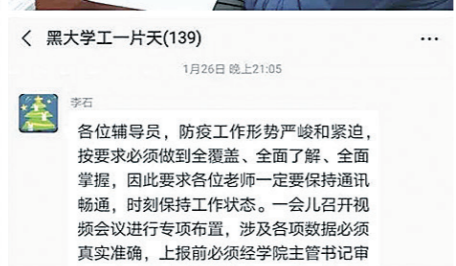 黑大学工一片天(139)
1月26日 晚上21:05
李石
各位辅导员，防疫工作形势严峻和紧迫，
按要求必须做到全覆盖、全面了解、全面
掌握，因此要求各位老师一定要保持通讯
畅通，时刻保持工作状态。一会儿召开视
频会议进行专项布置，涉及各项数据必须
真实准确，上报前必须经学院主管书记审